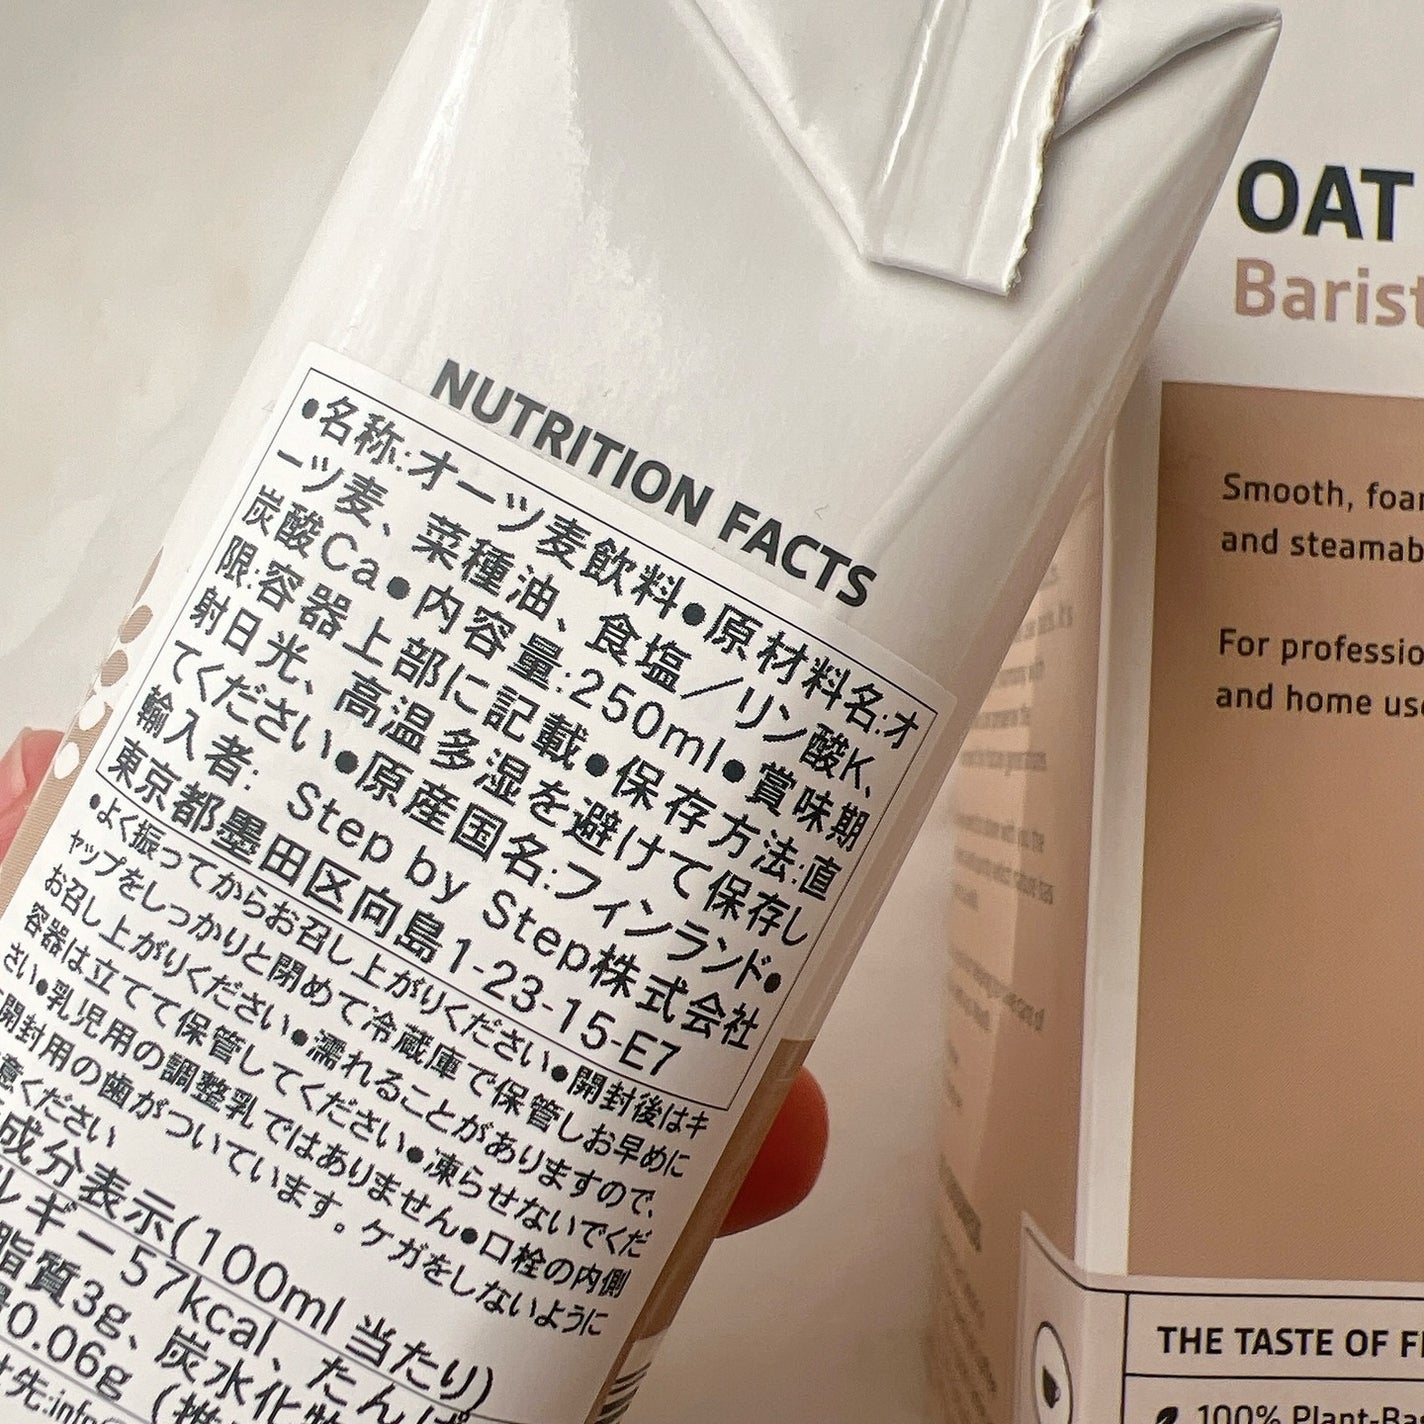 NUTRITION FACTS
●名称:オーツ麦飲料●原材料名:オ
ーツ麦、菜種油、食塩／リン酸K、
炭酸Ca●内容量:250ml●賞味期
限:容器上部に記載●保存方法:直
射日光、高温多湿を避けて保存し
てください●原産国名:フィンランド●
輸入者: Step by Step株式会社
東京都墨田区向島1-23-15-E7
●よく振ってからお召し上がりください●開封後はキ
ャップをしっかりと閉めて冷蔵庫で保管しお早めに
お召し上がりください●濡れることがありますので、
容器は立てて保管してください●凍らせないでくだ
さい●乳児用の調整乳ではありません●口栓の内側
開封用の歯がついています。ケガをしないように
意ください
成分表示(100ml 当たり)
ルギー57kcal、たんぱ
脂質3g、炭水化物
0.06g
先:info
OAT
Barist
Smooth, foam
and steamab
For professio
and home use
THE TASTE OF FI
100% Plant-Ba